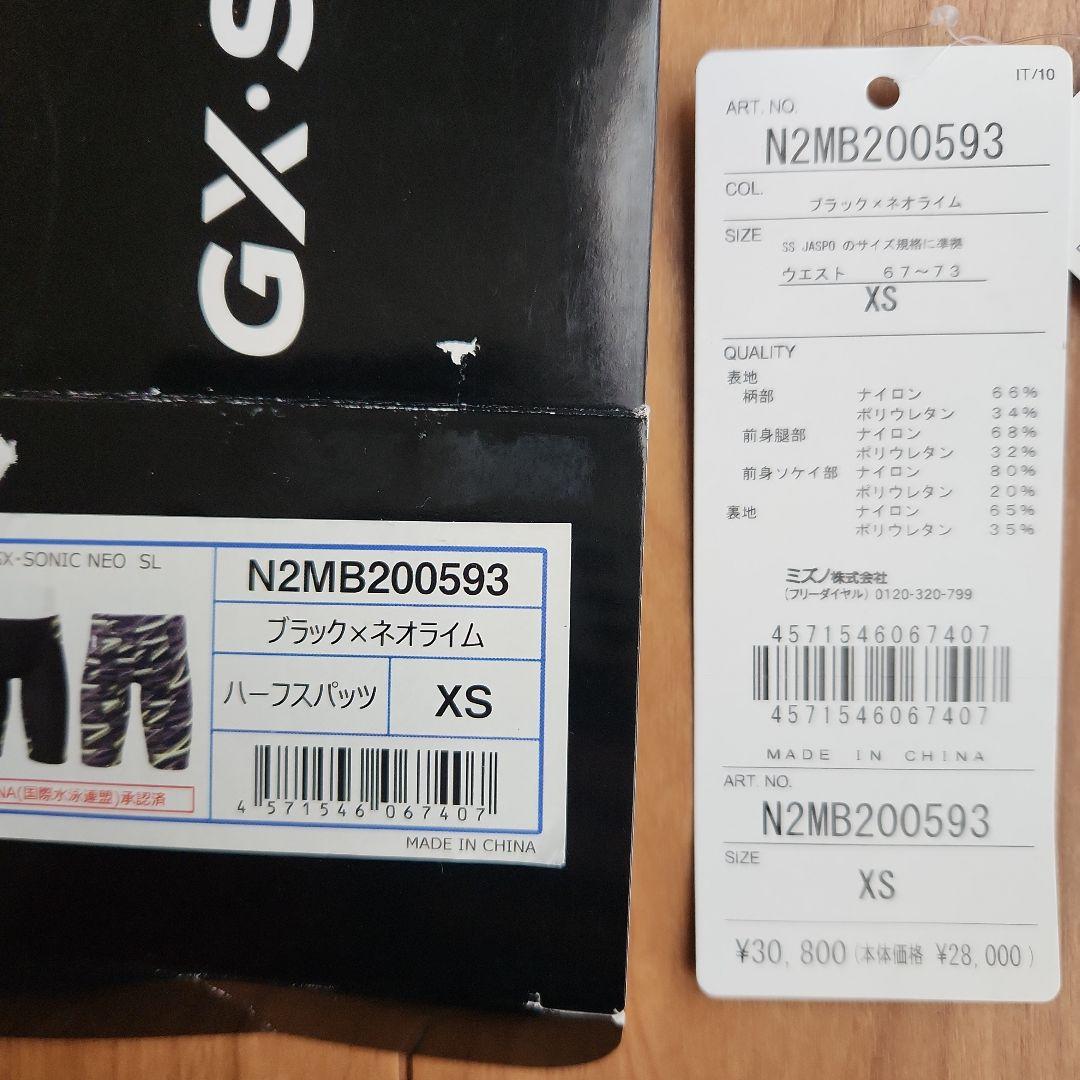 GX·S
GX-SONIC NEO SL
N2MB200593
ブラック×ネオライム
ハーフスパッツ
XS
4 571546 067407
NA(国際水泳連盟)承認済
MADE IN CHINA
IT/10
ART. NO.
N2MB200593
COL.
ブラック×ネオライム
SIZE
SS JASPO のサイズ規格に準拠
ウエスト 67～73
XS
QUALITY
表地
柄部 ナイロン 66%
ポリウレタン 34%
前身腿部 ナイロン 68%
ポリウレタン 32%
前身ソケイ部 ナイロン 80%
ポリウレタン 20%
裏地 ナイロン 65%
ポリウレタン 35%
ミズノ株式会社
(フリーダイヤル) 0120-320-799
4571546067407
4571546067407
MADE IN CHINA
ART. NO.
N2MB200593
SIZE
XS
¥30,800(本体価格 ¥28,000)